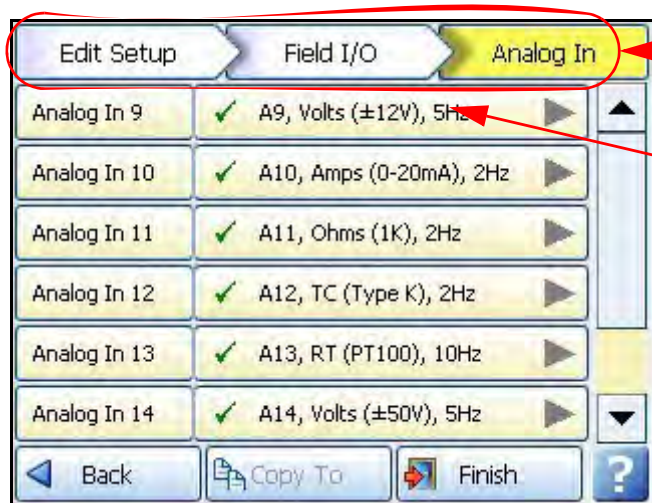 Edit Setup Field I/O Analog In
Analog In 9 ✓ A9, Volts (±12V), 5Hz
Analog In 10 ✓ A10, Amps (0-20mA), 2Hz
Analog In 11 ✓ A11, Ohms (1K), 2Hz
Analog In 12 ✓ A12, TC (Type K), 2Hz
Analog In 13 ✓ A13, RT (PT100), 10Hz
Analog In 14 ✓ A14, Volts (±50V), 5Hz
Back Copy To Finish ?